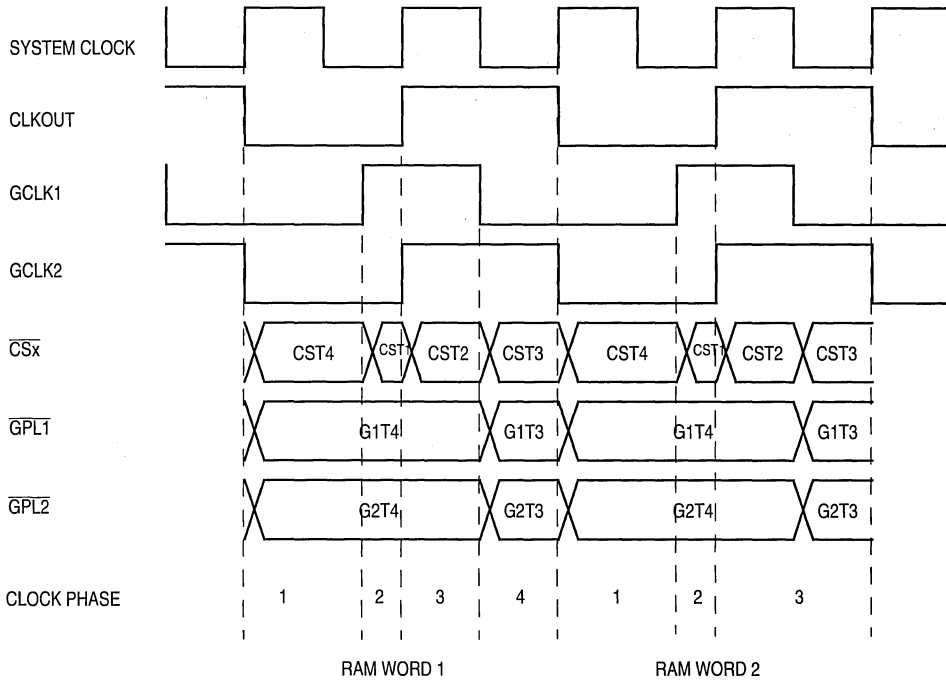 SYSTEM CLOCK
CLKOUT
GCLK1
GCLK2
CSx CST4 CST1 CST2 CST3 CST4 CST1 CST2 CST3
GPL1 G1T4 G1T3 G1T4 G1T3
GPL2 G2T4 G2T3 G2T4 G2T3
CLOCK PHASE 1 2 3 4 1 2 3
RAM WORD 1 RAM WORD 2